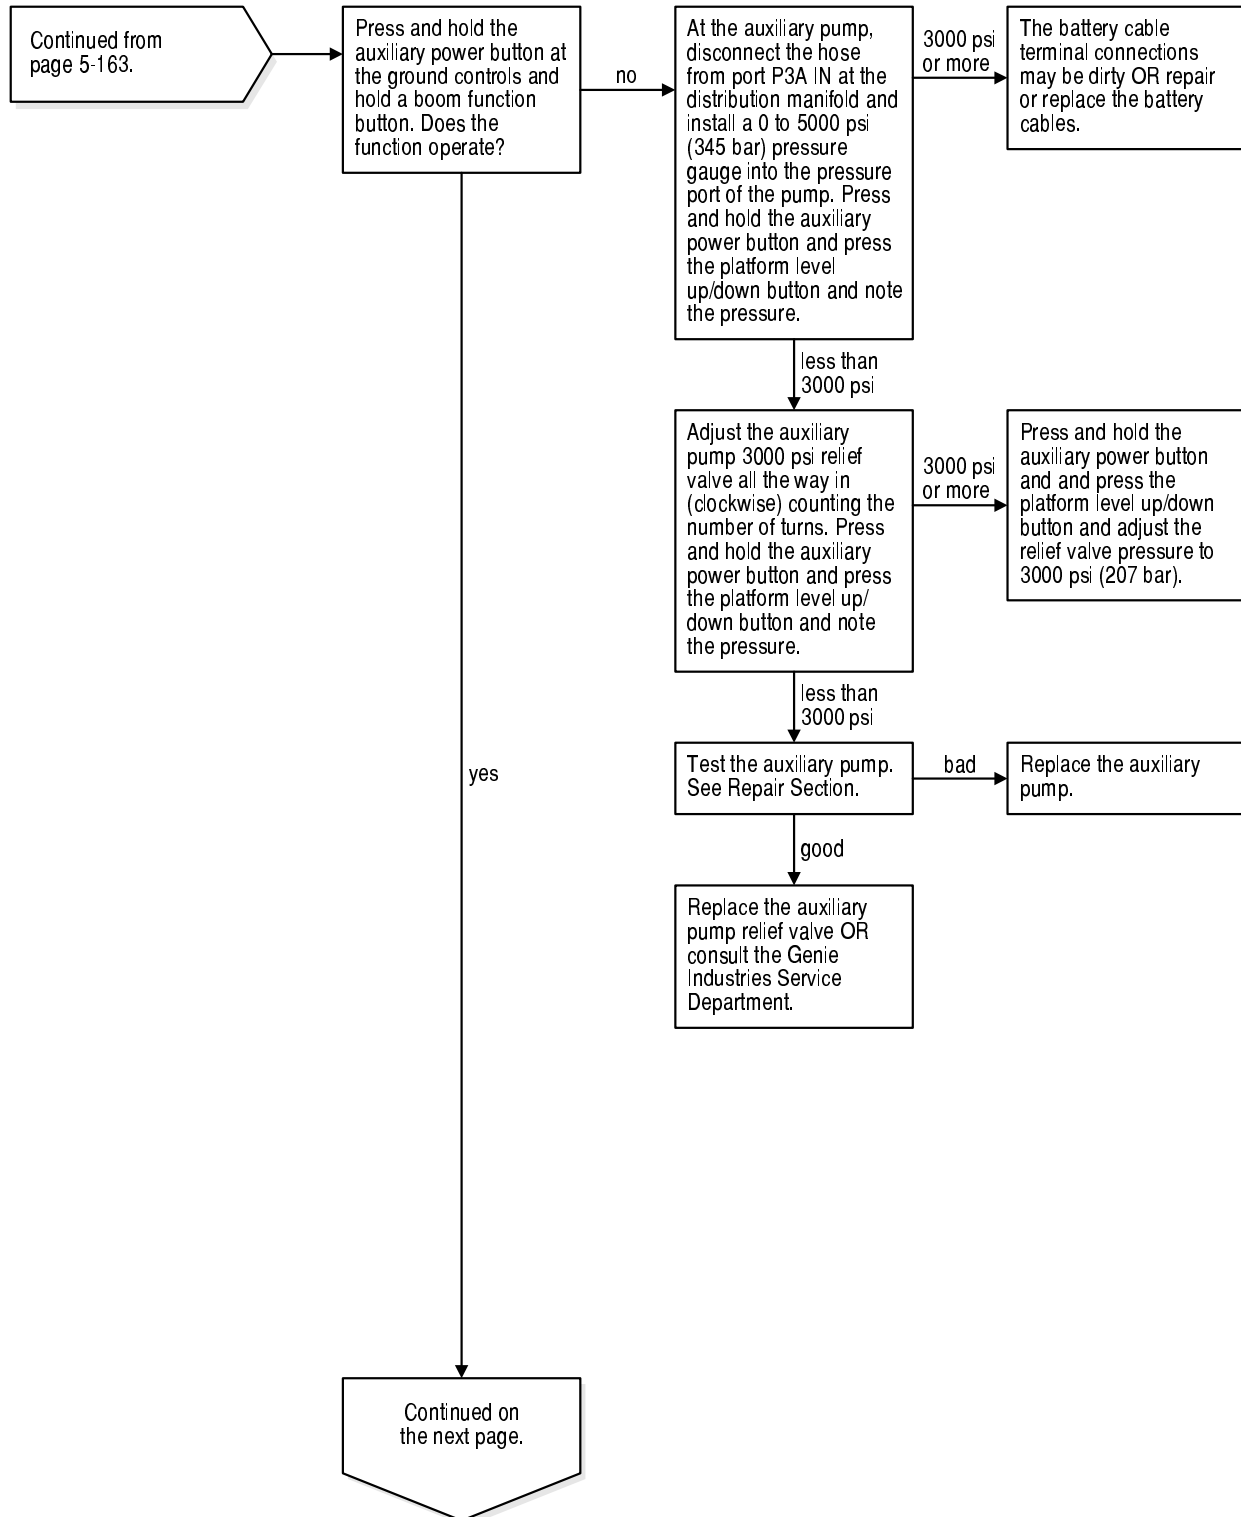 Continued from
page 5-163.
Press and hold the
auxiliary power button at
the ground controls and
hold a boom function
button. Does the
function operate?
no
At the auxiliary pump,
disconnect the hose
from port P3A IN at the
distribution manifold and
install a 0 to 5000 psi
(345 bar) pressure
gauge into the pressure
port of the pump. Press
and hold the auxiliary
power button and press
the platform level
up/down button and note
the pressure.
3000 psi
or more
The battery cable
terminal connections
may be dirty OR repair
or replace the battery
cables.
less than
3000 psi
Adjust the auxiliary
pump 3000 psi relief
valve all the way in
(clockwise) counting the
number of turns. Press
and hold the auxiliary
power button and press
the platform level up/
down button and note
the pressure.
3000 psi
or more
Press and hold the
auxiliary power button
and and press the
platform level up/down
button and adjust the
relief valve pressure to
3000 psi (207 bar).
less than
3000 psi
yes
Test the auxiliary pump.
See Repair Section.
bad
Replace the auxiliary
pump.
good
Replace the auxiliary
pump relief valve OR
consult the Genie
Industries Service
Department.
Continued on
the next page.